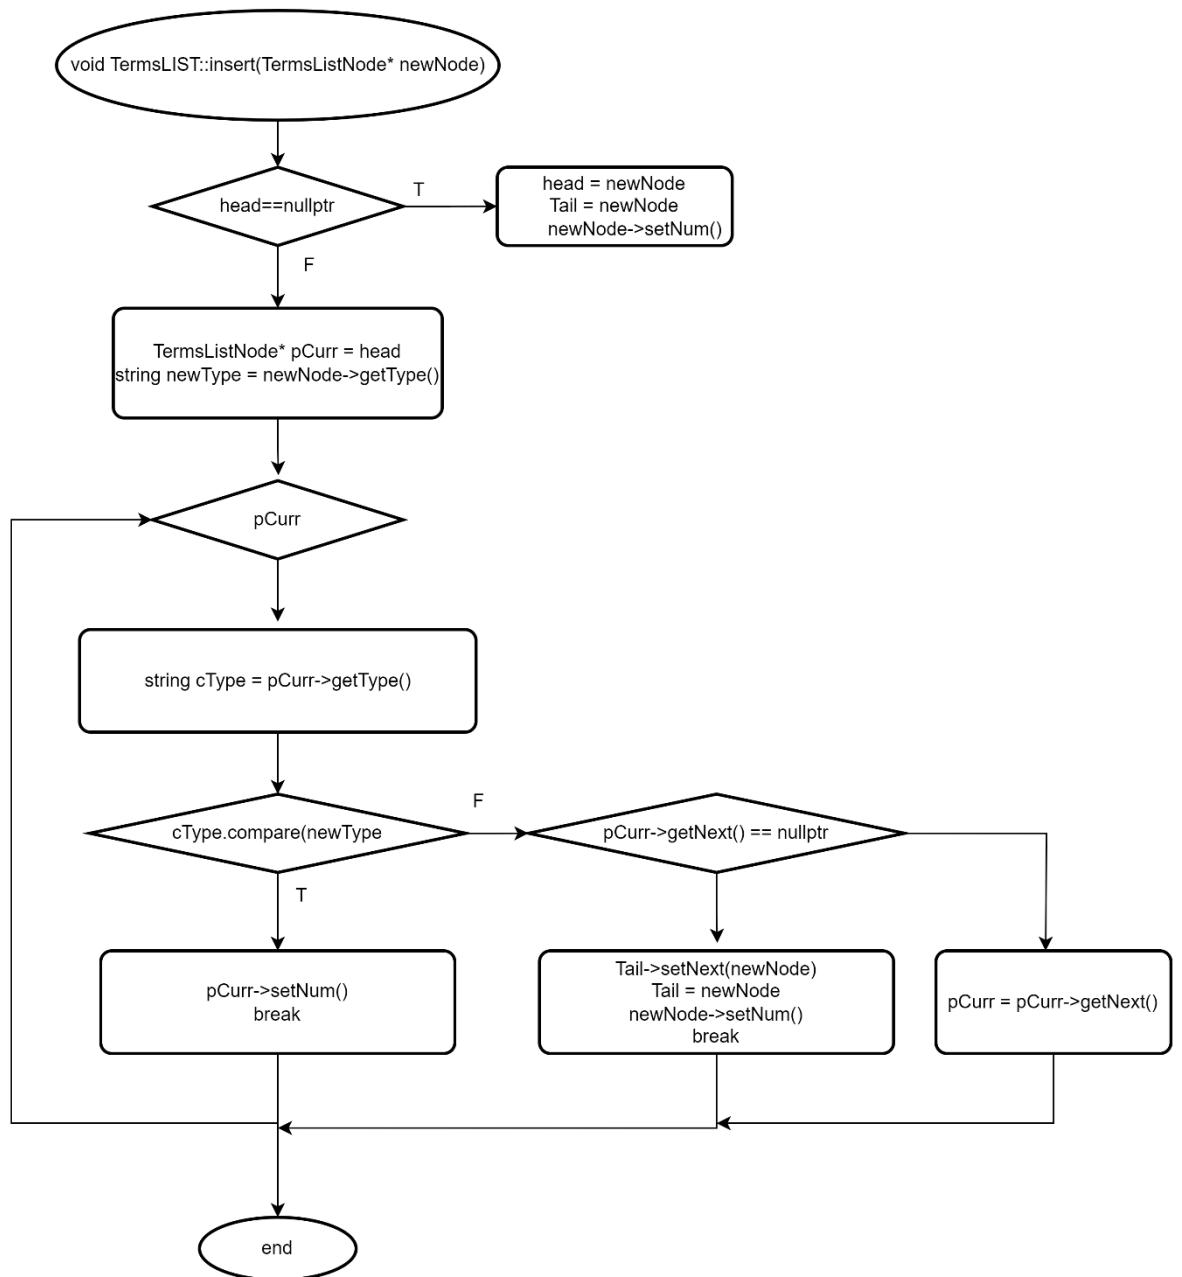 void TermsLIST::insert(TermsListNode* newNode)
head==nullptr
T
head = newNode
Tail = newNode
newNode->setNum()
F
TermsListNode* pCurr = head
string newType = newNode->getType()
pCurr
string cType = pCurr->getType()
cType.compare(newType
F
pCurr->getNext() == nullptr
T
pCurr->setNum()
break
Tail->setNext(newNode)
Tail = newNode
newNode->setNum()
break
pCurr = pCurr->getNext()
end